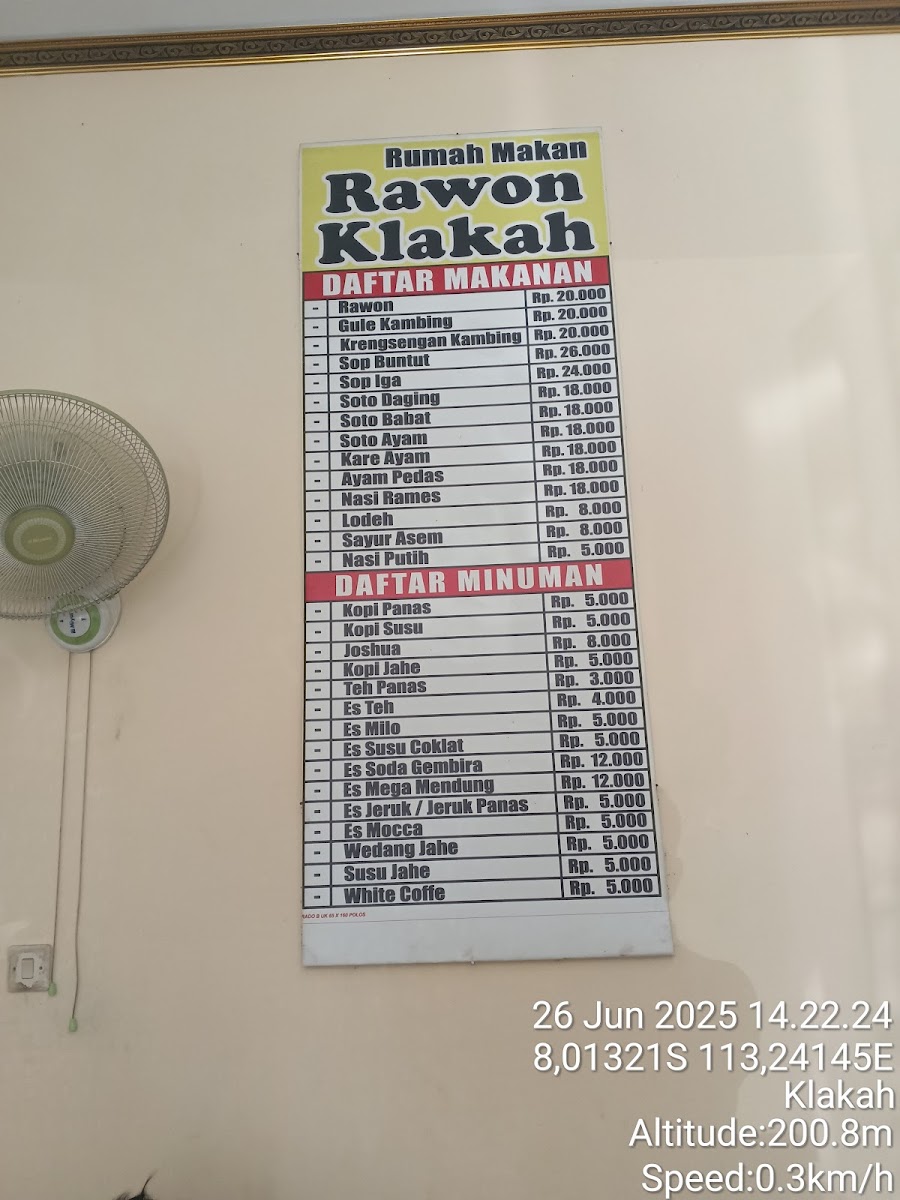 Rumah Makan
Rawon
Klakah
DAFTAR MAKANAN
- Rawon Rp. 20.000
- Gule Kambing Rp. 20.000
- Krengsengan Kambing Rp. 20.000
- Sop Buntut Rp. 26.000
- Sop Iga Rp. 24.000
- Soto Daging Rp. 18.000
- Soto Babat Rp. 18.000
- Soto Ayam Rp. 18.000
- Kare Ayam Rp. 18.000
- Ayam Pedas Rp. 18.000
- Nasi Rames Rp. 18.000
- Lodeh Rp. 8.000
- Sayur Asem Rp. 8.000
- Nasi Putih Rp. 5.000
DAFTAR MINUMAN
- Kopi Panas Rp. 5.000
- Kopi Susu Rp. 5.000
- Joshua Rp. 8.000
- Kopi Jahe Rp. 5.000
- Teh Panas Rp. 3.000
- Es Teh Rp. 4.000
- Es Milo Rp. 5.000
- Es Susu Coklat Rp. 5.000
- Es Soda Gembira Rp. 12.000
- Es Mega Mendung Rp. 12.000
- Es Jeruk / Jeruk Panas Rp. 5.000
- Es Mocca Rp. 5.000
- Wedang Jahe Rp. 5.000
- Susu Jahe Rp. 5.000
- White Coffe Rp. 5.000
26 Jun 2025 14.22.24
8,01321S 113,24145E
Klakah
Altitude:200.8m
Speed:0.3km/h